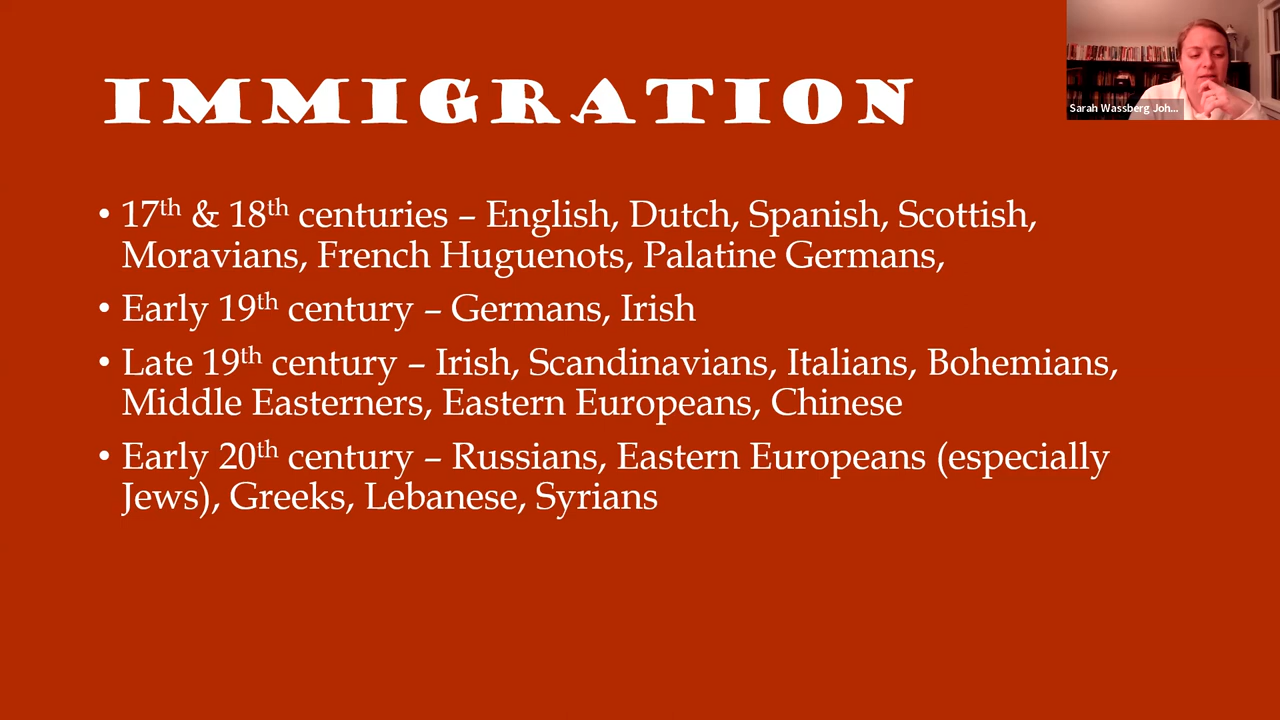 IMMIGRATION
Sarah Wassberg Joh...
• 17th & 18th centuries – English, Dutch, Spanish, Scottish,
Moravians, French Huguenots, Palatine Germans,
• Early 19th century – Germans, Irish
• Late 19th century – Irish, Scandinavians, Italians, Bohemians,
Middle Easterners, Eastern Europeans, Chinese
• Early 20th century – Russians, Eastern Europeans (especially
Jews), Greeks, Lebanese, Syrians